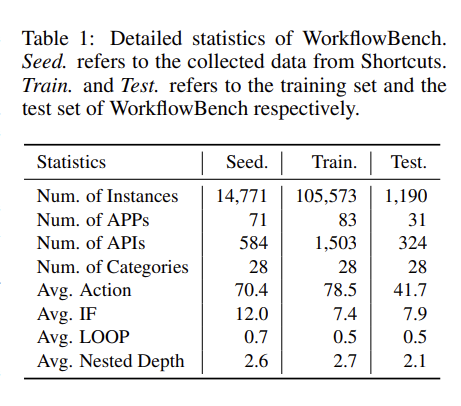 Table 1: Detailed statistics of WorkflowBench.
Seed. refers to the collected data from Shortcuts.
Train. and Test. refers to the training set and the
test set of WorkflowBench respectively.
Statistics Seed. Train. Test.
Num. of Instances 14,771 105,573 1,190
Num. of APPs 71 83 31
Num. of APIs 584 1,503 324
Num. of Categories 28 28 28
Avg. Action 70.4 78.5 41.7
Avg. IF 12.0 7.4 7.9
Avg. LOOP 0.7 0.5 0.5
Avg. Nested Depth 2.6 2.7 2.1